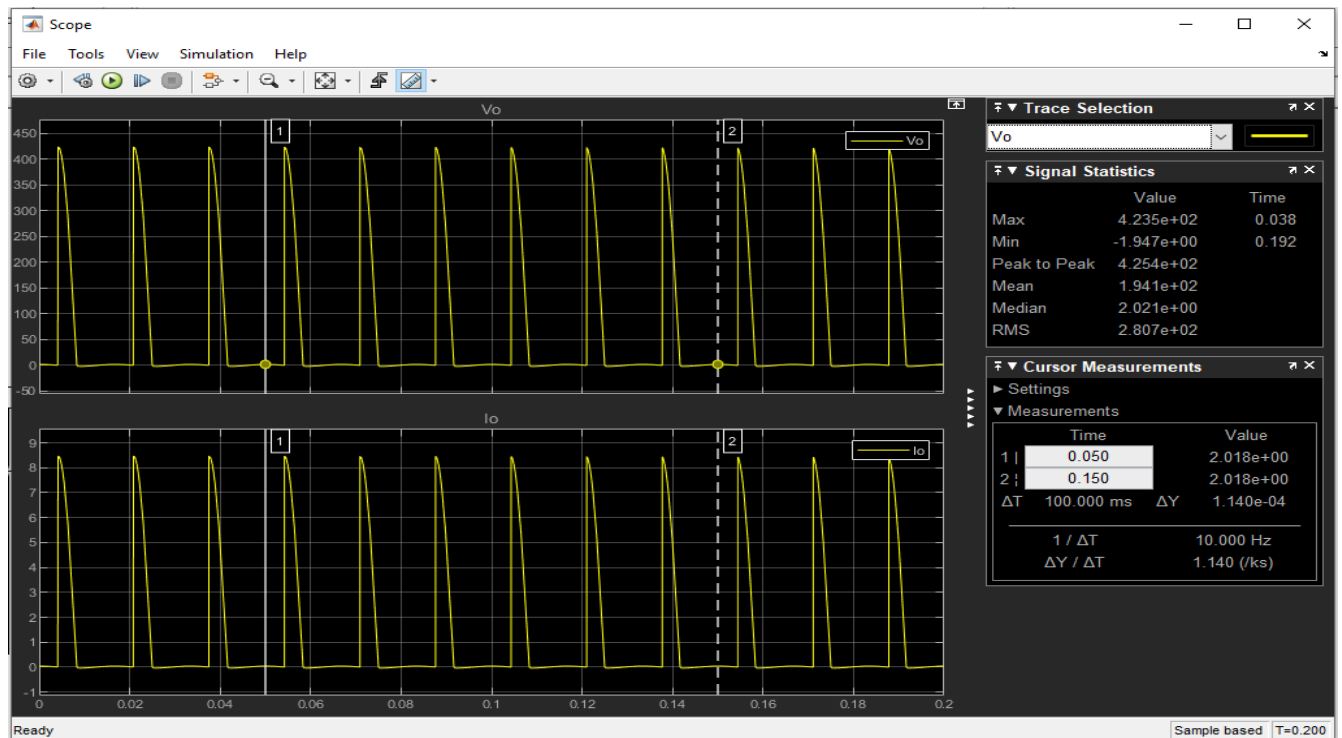 Scope
File Tools View Simulation Help
Vo
1
2
Vo
450
400
350
300
250
200
150
100
50
0
-50
Io
1
2
Io
9
8
7
6
5
4
3
2
1
0
-1
0 0.02 0.04 0.06 0.08 0.1 0.12 0.14 0.16 0.18 0.2
Trace Selection
Vo
Signal Statistics
Value Time
Max 4.235e+02 0.038
Min -1.947e+00 0.192
Peak to Peak 4.254e+02
Mean 1.941e+02
Median 2.021e+00
RMS 2.807e+02
Cursor Measurements
Settings
Measurements
Time Value
1 | 0.050 2.018e+00
2 ¦ 0.150 2.018e+00
ΔT 100.000 ms ΔY 1.140e-04
1 / ΔT 10.000 Hz
ΔY / ΔT 1.140 (/ks)
Ready
Sample based T=0.200